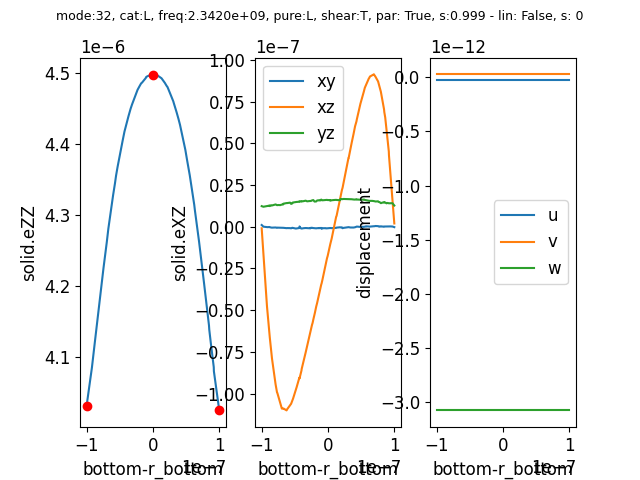 mode:32, cat:L, freq:2.3420e+09, pure:L, shear:T, par: True, s:0.999 - lin: False, s: 0
1e−6
4.5
4.4
4.3
4.2
4.1
solid.eZZ
−1 0 1
1e−7
bottom-r_bottom
1e−7
1.00
0.75
0.50
0.25
0.00
−0.25
−0.50
−0.75
−1.00
solid.eXZ
xy
xz
yz
−1 0 1
1e−7
bottom-r_bottom
1e−12
0.0
−0.5
−1.0
−1.5
−2.0
−2.5
−3.0
displacement
u
v
w
−1 0 1
1e−7
bottom-r_bottom